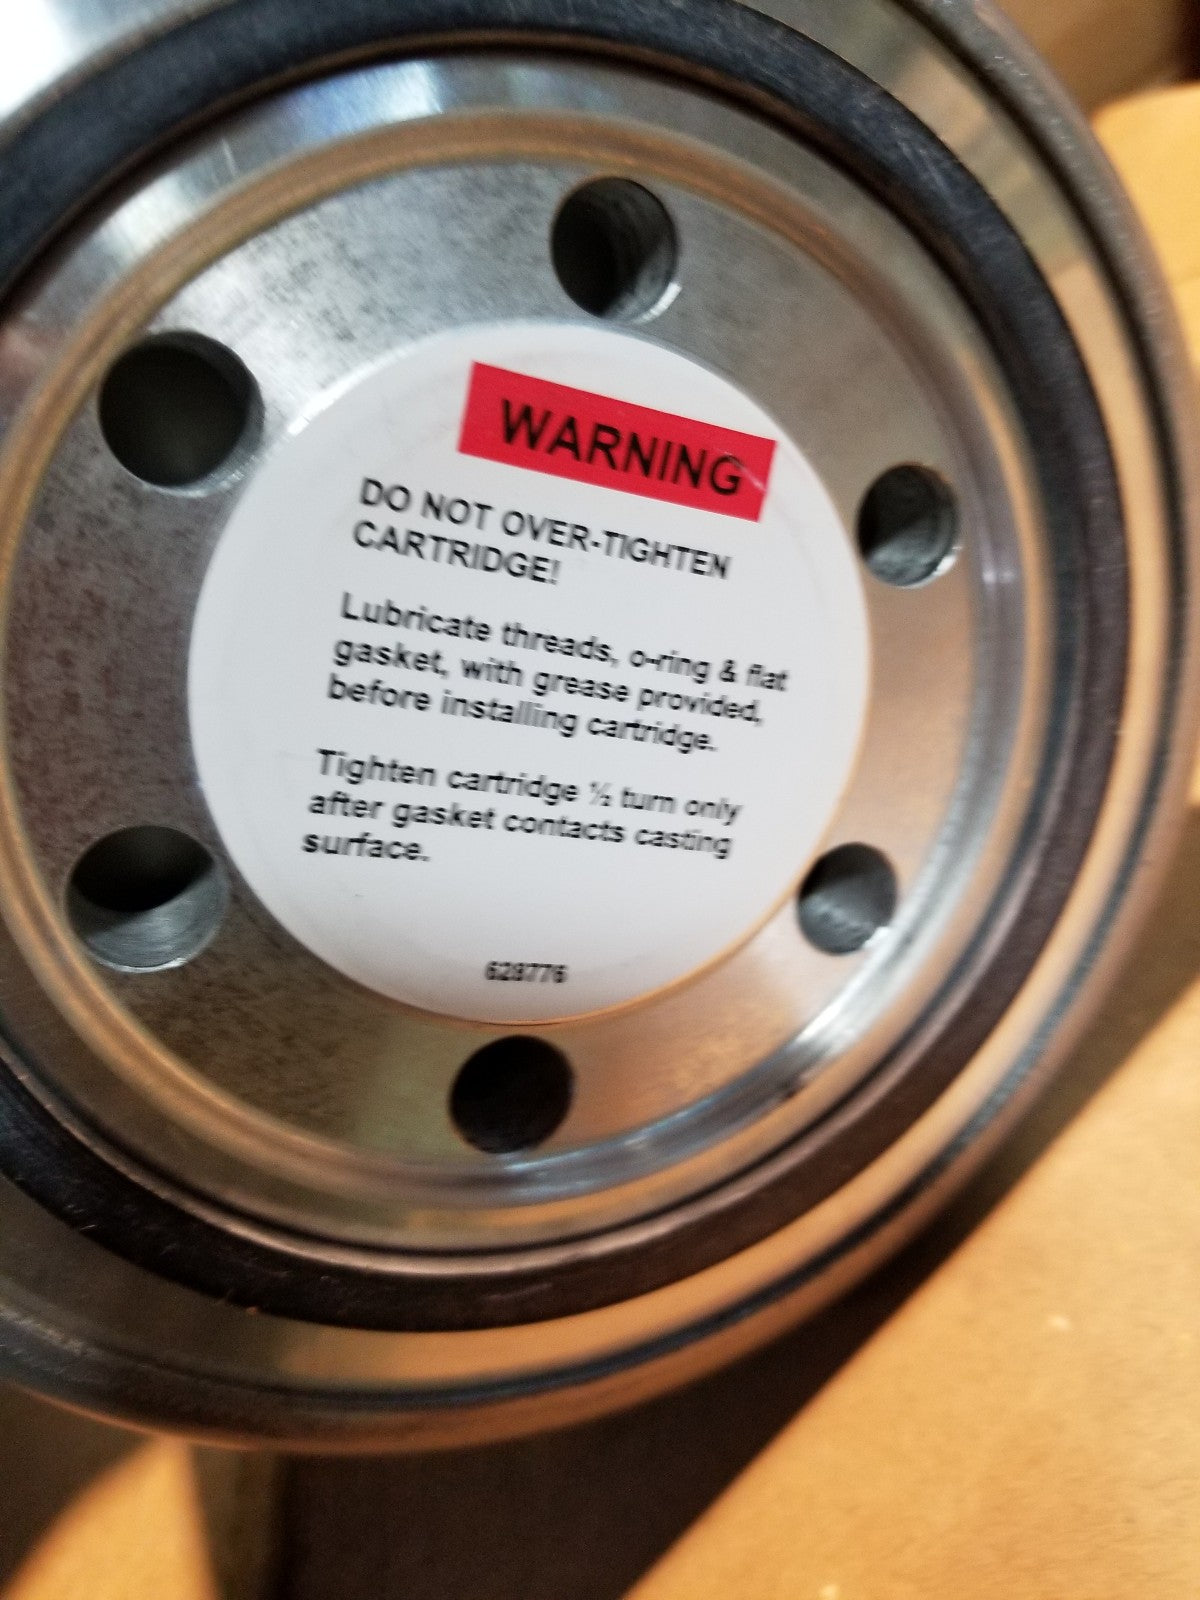 WARNING
DO NOT OVER-TIGHTEN
CARTRIDGE!
Lubricate threads, o-ring & flat
gasket, with grease provided,
before installing cartridge.
Tighten cartridge ½ turn only
after gasket contacts casting
surface.
628776